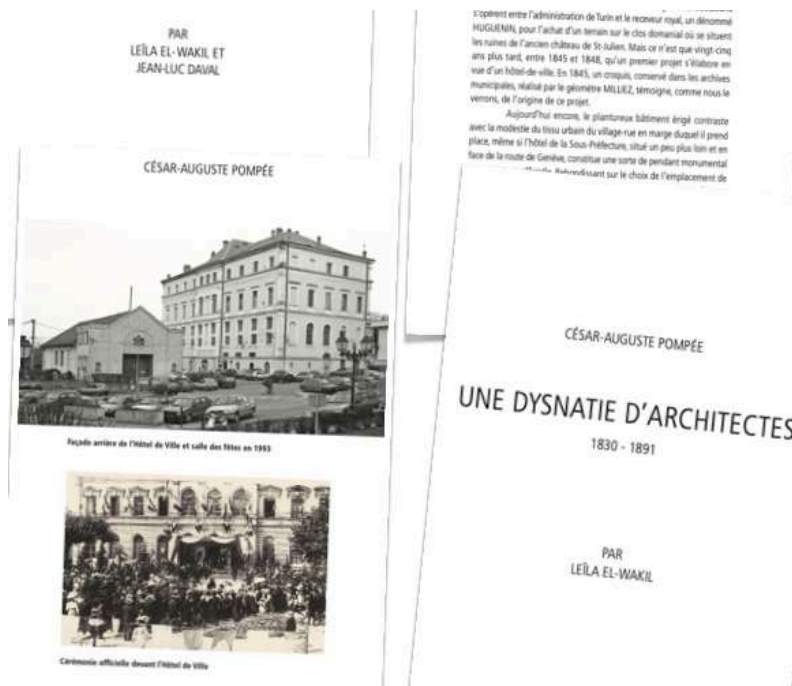 PAR
LEÏLA EL-WAKIL ET
JEAN-LUC DAVAL
CÉSAR-AUGUSTE POMPÉE
Façade arrière de l'Hôtel de Ville et salle des fêtes en 1993
Cérémonie officielle devant l'Hôtel de Ville
s'opèrent entre l'administration de Turin et le receveur royal, un dénommé
HUGUENIN, pour l'achat d'un terrain sur le clos domanial où se situent
les ruines de l'ancien château de St-Julien. Mais ce n'est que vingt-cinq
ans plus tard, entre 1845 et 1848, qu'un premier projet s'élabore en
vue d'un hôtel-de-ville. En 1845, un croquis, conservé dans les archives
municipales, réalisé par le géomètre MILLIEZ, témoigne, comme nous le
verrons, de l'origine de ce projet.
Aujourd'hui encore, le plantureux bâtiment érigé contraste
avec la modestie du tissu urbain du village-rue en marge duquel il prend
place, même si l'hôtel de la Sous-Préfecture, situé un peu plus loin et en
face de la route de Genève, constitue une sorte de pendant monumental
Rebondissant sur le choix de l'emplacement de
CÉSAR-AUGUSTE POMPÉE
UNE DYSNATIE D'ARCHITECTES
1830 - 1891
PAR
LEÏLA EL-WAKIL